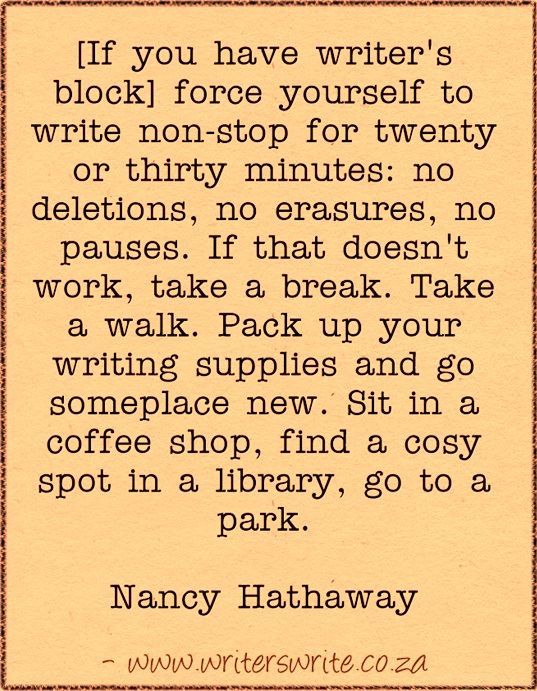 [If you have writer's
block] force yourself to
write non-stop for twenty
or thirty minutes: no
deletions, no erasures, no
pauses. If that doesn't
work, take a break. Take
a walk. Pack up your
writing supplies and go
someplace new. Sit in a
coffee shop, find a cosy
spot in a library, go to a
park.
Nancy Hathaway
- www.writerswrite.co.za